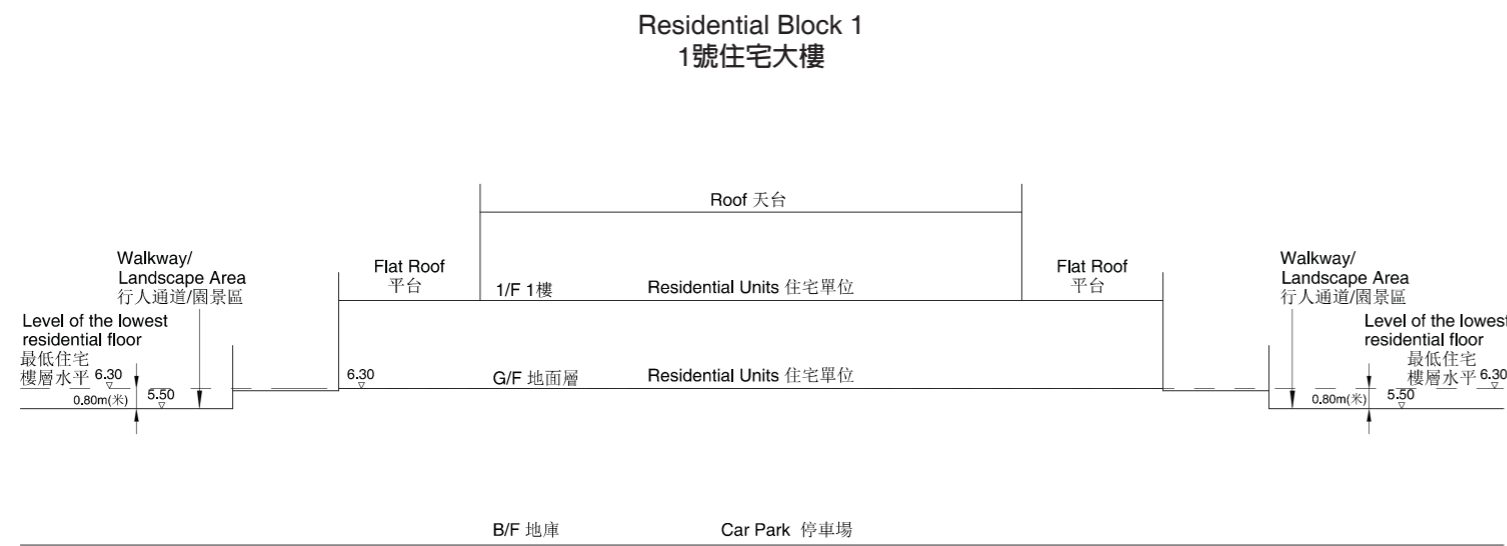 Residential Block 1
1號住宅大樓
Roof 天台
Walkway/
Landscape Area
行人通道/園景區
Flat Roof
平台
1/F 1樓
Residential Units 住宅單位
Flat Roof
平台
Walkway/
Landscape Area
行人通道/園景區
Level of the lowest
residential floor
最低住宅
樓層水平 6.30
0.80m(米)
5.50
6.30
G/F 地面層
Residential Units 住宅單位
Level of the lowest
residential floor
最低住宅
樓層水平 6.30
0.80m(米)
5.50
B/F 地庫
Car Park 停車場